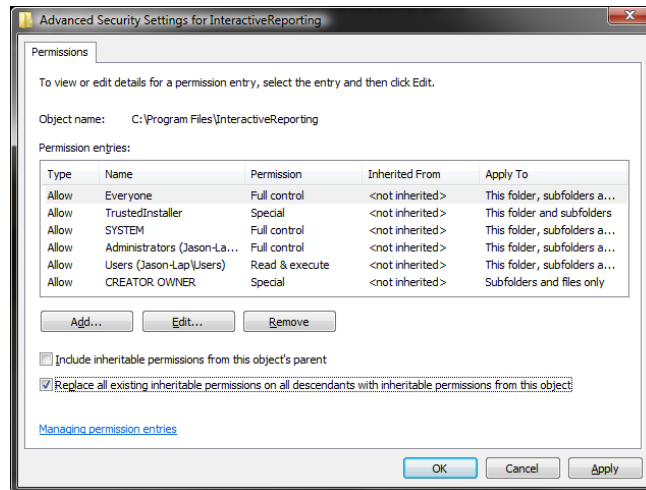 Advanced Security Settings for InteractiveReporting
Permissions
To view or edit details for a permission entry, select the entry and then click Edit.
Object name: C:\Program Files\InteractiveReporting
Permission entries:
Type Name Permission Inherited From Apply To
Allow Everyone Full control <not inherited> This folder, subfolders a...
Allow TrustedInstaller Special <not inherited> This folder and subfolders
Allow SYSTEM Full control <not inherited> This folder, subfolders a...
Allow Administrators (Jason-La... Full control <not inherited> This folder, subfolders a...
Allow Users (Jason-Lap\Users) Read & execute <not inherited> This folder, subfolders a...
Allow CREATOR OWNER Special <not inherited> Subfolders and files only
Add... Edit... Remove
Include inheritable permissions from this object's parent
Replace all existing inheritable permissions on all descendants with inheritable permissions from this object
Managing permission entries
OK Cancel Apply